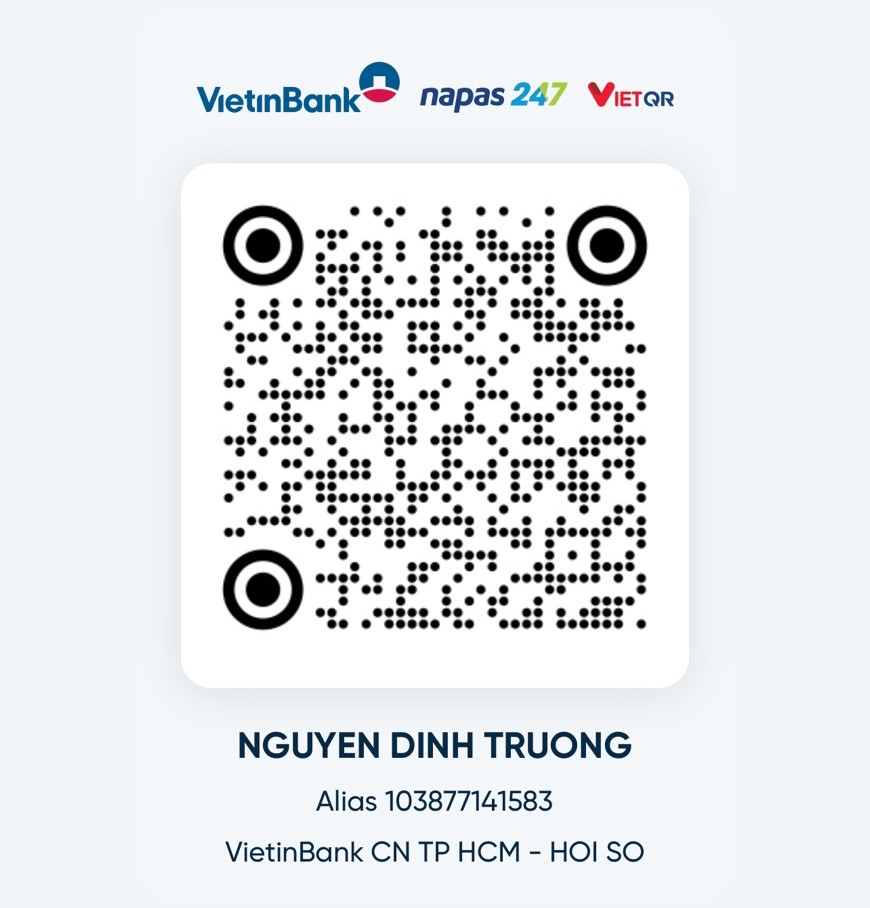 VietinBank napas 247 VIETQR
NGUYEN DINH TRUONG
Alias 103877141583
VietinBank CN TP HCM - HOI SO